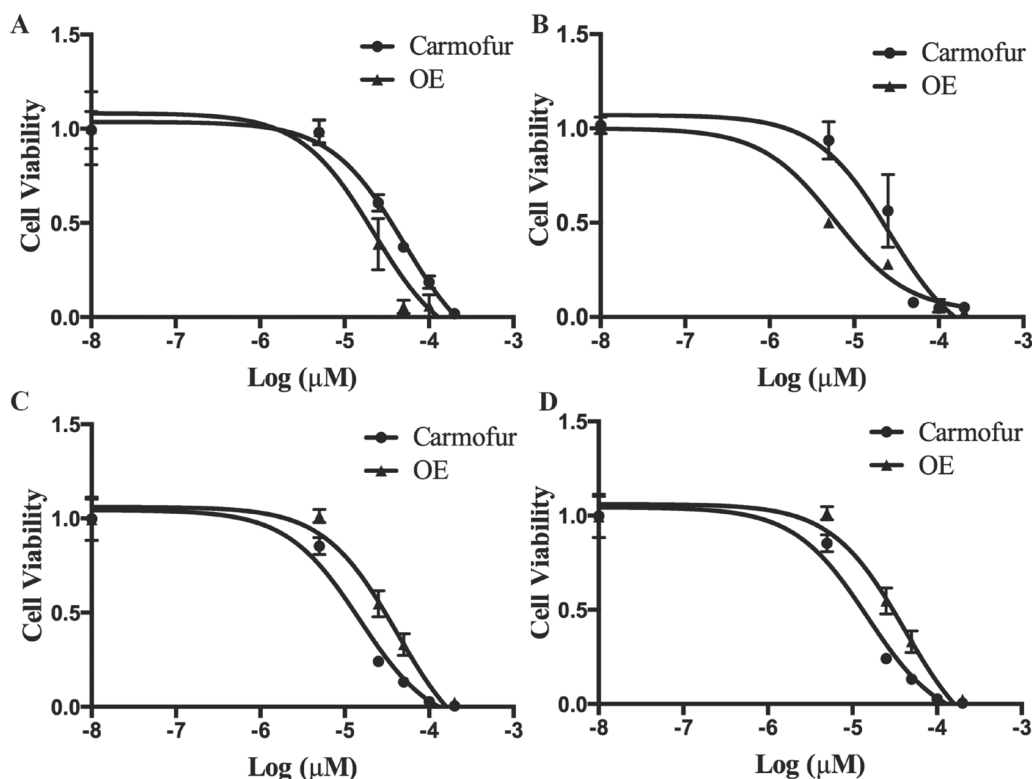 A
Cell Viability
1.5
1.0
0.5
0.0
-8
-7
-6
-5
-4
-3
Log (μM)
Carmofur
OE
B
Cell Viability
1.5
1.0
0.5
0.0
-8
-7
-6
-5
-4
-3
Log (μM)
Carmofur
OE
C
Cell Viability
1.5
1.0
0.5
0.0
-8
-7
-6
-5
-4
-3
Log (μM)
Carmofur
OE
D
Cell Viability
1.5
1.0
0.5
0.0
-8
-7
-6
-5
-4
-3
Log (μM)
Carmofur
OE